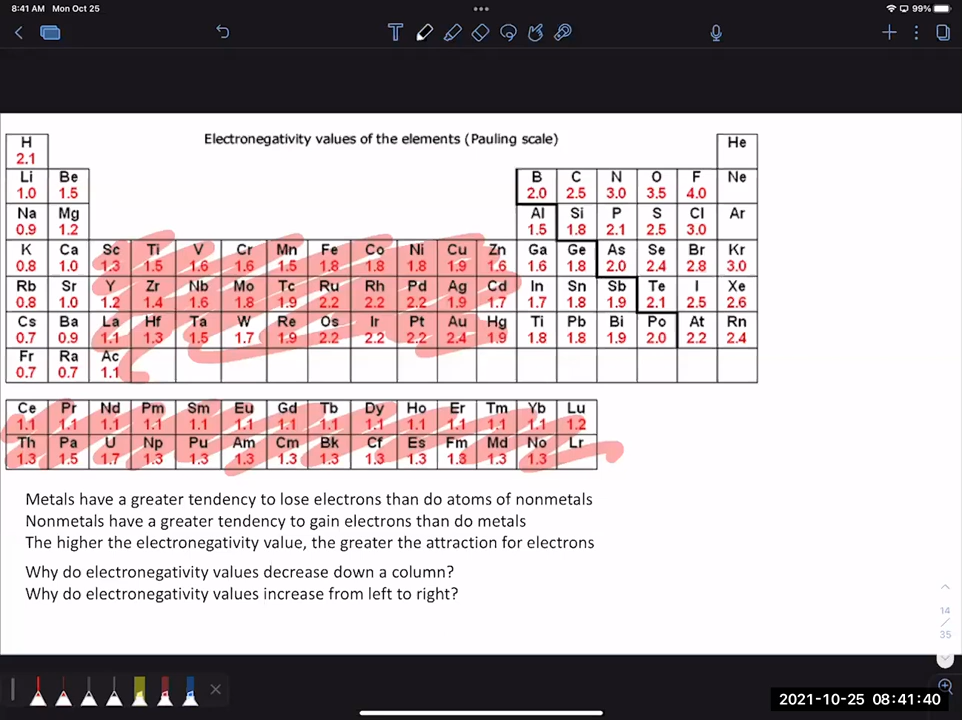 8:41 AM Mon Oct 25
99%
Electronegativity values of the elements (Pauling scale)
H He
2.1
Li Be B C N O F Ne
1.0 1.5 2.0 2.5 3.0 3.5 4.0
Na Mg Al Si P S Cl Ar
0.9 1.2 1.5 1.8 2.1 2.5 3.0
K Ca Sc Ti V Cr Mn Fe Co Ni Cu Zn Ga Ge As Se Br Kr
0.8 1.0 1.3 1.5 1.6 1.6 1.5 1.8 1.8 1.8 1.9 1.6 1.6 1.8 2.0 2.4 2.8 3.0
Rb Sr Y Zr Nb Mo Tc Ru Rh Pd Ag Cd In Sn Sb Te I Xe
0.8 1.0 1.2 1.4 1.6 1.8 1.9 2.2 2.2 2.2 1.9 1.7 1.7 1.8 1.9 2.1 2.5 2.6
Cs Ba La Hf Ta W Re Os Ir Pt Au Hg Ti Pb Bi Po At Rn
0.7 0.9 1.1 1.3 1.5 1.7 1.9 2.2 2.2 2.2 2.4 1.9 1.8 1.8 1.9 2.0 2.2 2.4
Fr Ra Ac
0.7 0.7 1.1
Ce Pr Nd Pm Sm Eu Gd Tb Dy Ho Er Tm Yb Lu
1.1 1.1 1.1 1.1 1.1 1.1 1.1 1.1 1.1 1.1 1.1 1.1 1.1 1.2
Th Pa U Np Pu Am Cm Bk Cf Es Fm Md No Lr
1.3 1.5 1.7 1.3 1.3 1.3 1.3 1.3 1.3 1.3 1.3 1.3 1.3
Metals have a greater tendency to lose electrons than do atoms of nonmetals
Nonmetals have a greater tendency to gain electrons than do metals
The higher the electronegativity value, the greater the attraction for electrons
Why do electronegativity values decrease down a column?
Why do electronegativity values increase from left to right?
14
/
35
2021-10-25 08:41:40